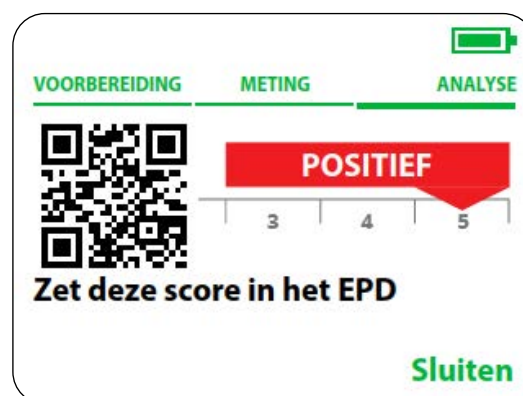 VOORBEREIDING METING ANALYSE
POSITIEF
3 4 5
Zet deze score in het EPD
Sluiten